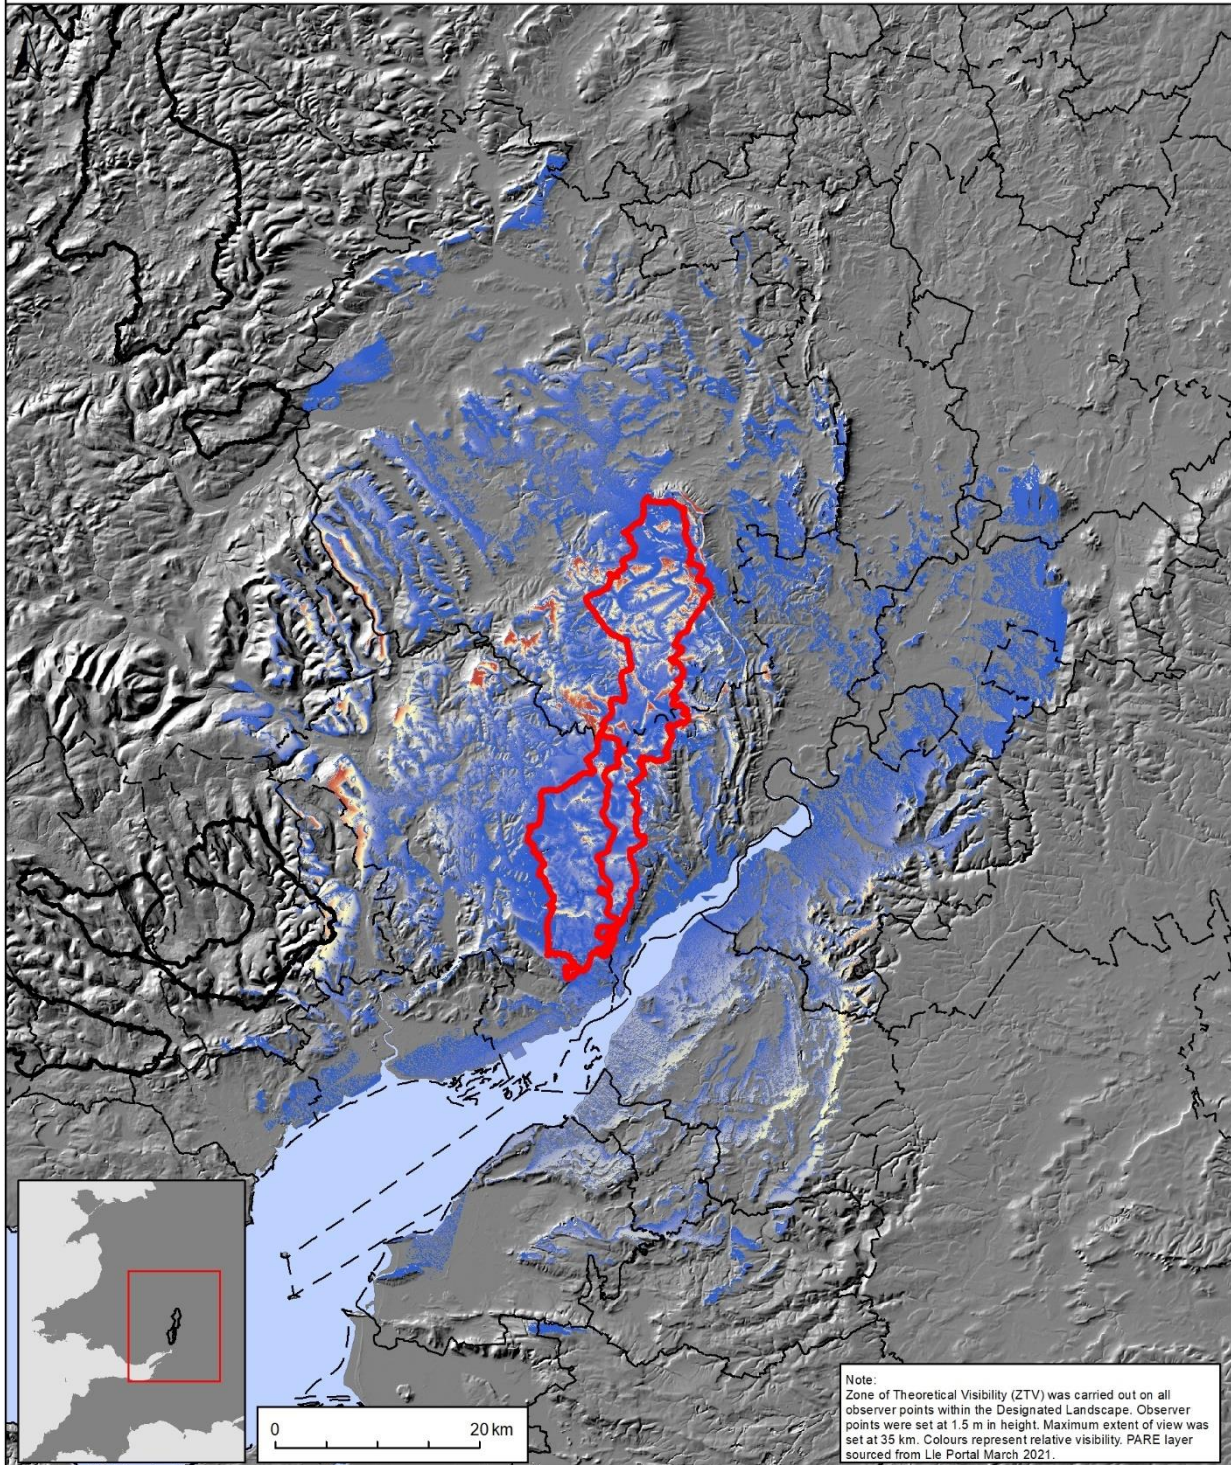 0
20 km
Note:
Zone of Theoretical Visibility (ZTV) was carried out on all
observer points within the Designated Landscape. Observer
points were set at 1.5 m in height. Maximum extent of view was
set at 35 km. Colours represent relative visibility. PARE layer
sourced from Lle Portal March 2021.